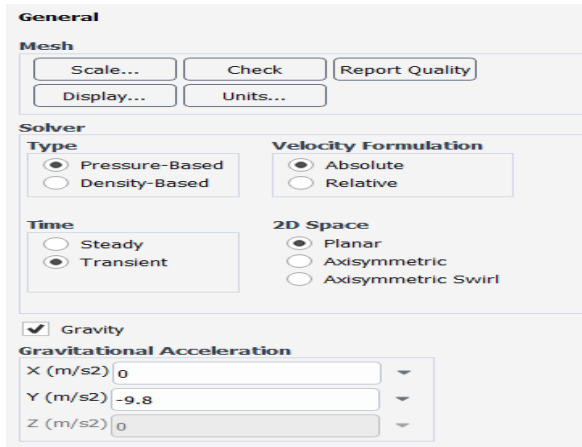 General
Mesh
Scale... Check Report Quality
Display... Units...
Solver
Type Velocity Formulation
Pressure-Based Absolute
Density-Based Relative
Time 2D Space
Steady Planar
Transient Axisymmetric
Axisymmetric Swirl
Gravity
Gravitational Acceleration
X (m/s2) 0
Y (m/s2) -9.8
Z (m/s2) 0